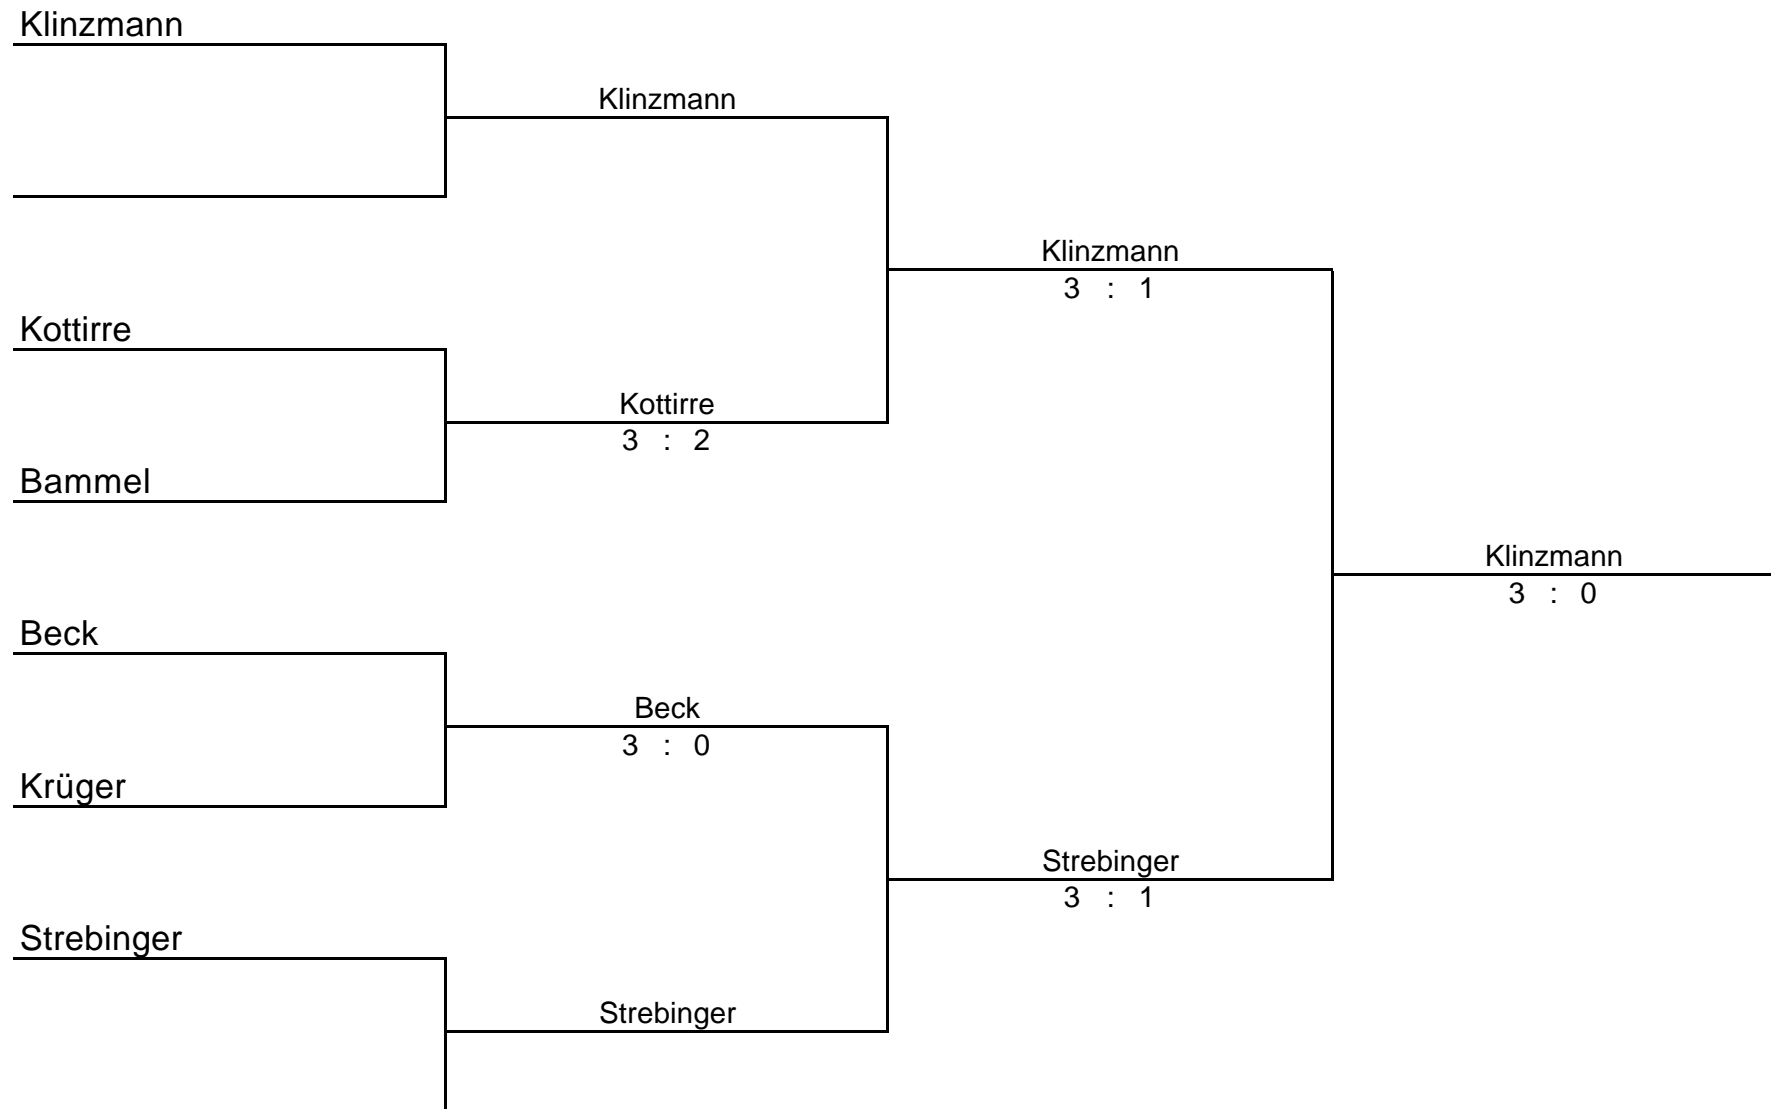 Klinzmann
Klinzmann
Klinzmann
3 : 1
Kottirre
Kottirre
3 : 2
Bammel
Klinzmann
3 : 0
Beck
Beck
3 : 0
Krüger
Strebinger
3 : 1
Strebinger
Strebinger